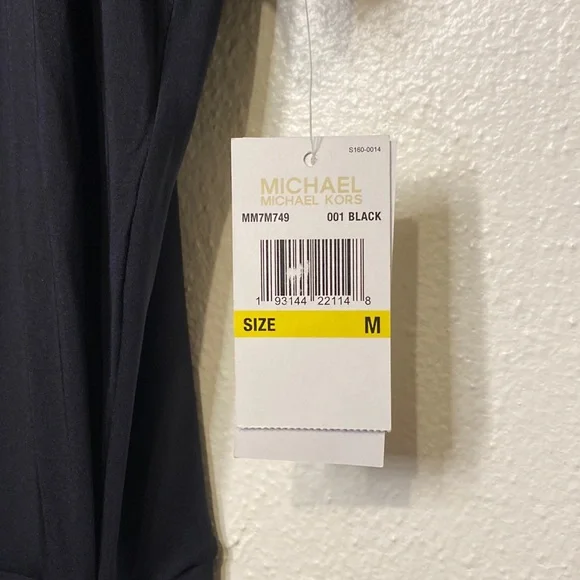 S160-0014
MICHAEL
MICHAEL KORS
MM7M749 001 BLACK
1 93144 22114 8
SIZE M